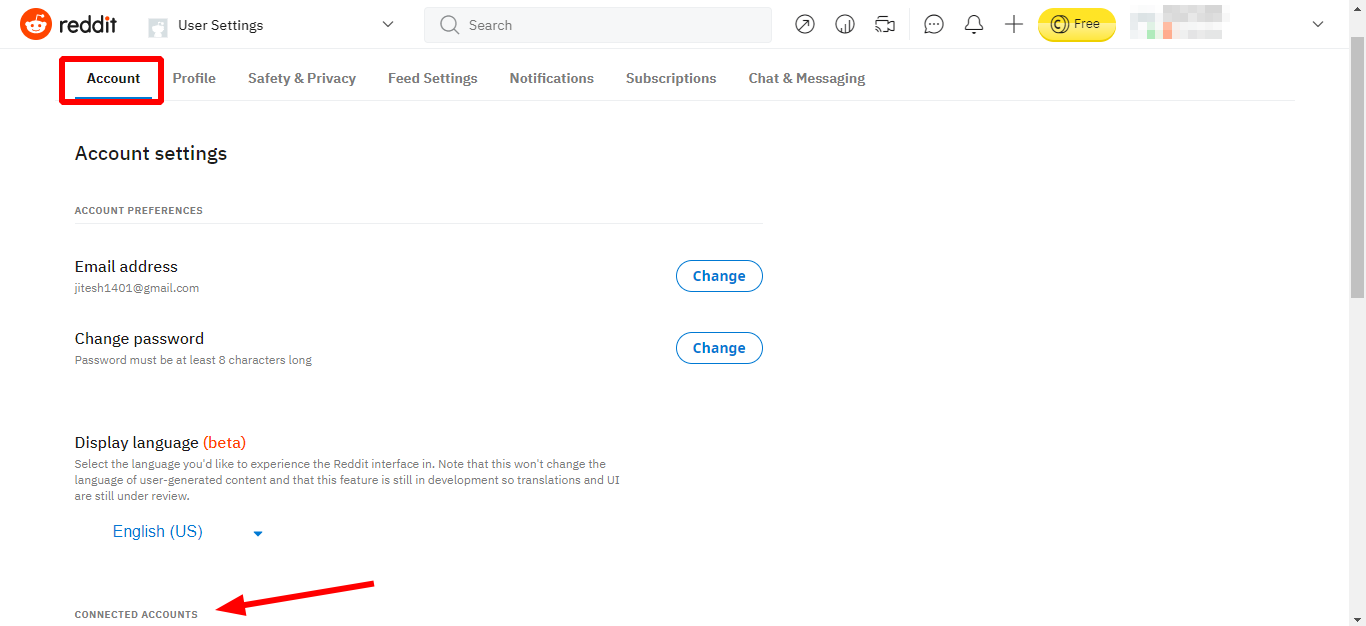 reddit User Settings Search Free
Account Profile Safety & Privacy Feed Settings Notifications Subscriptions Chat & Messaging
Account settings
ACCOUNT PREFERENCES
Email address
jitesh1401@gmail.com
Change
Change password
Password must be at least 8 characters long
Change
Display language (beta)
Select the language you'd like to experience the Reddit interface in. Note that this won't change the
language of user-generated content and that this feature is still in development so translations and UI
are still under review.
English (US)
CONNECTED ACCOUNTS